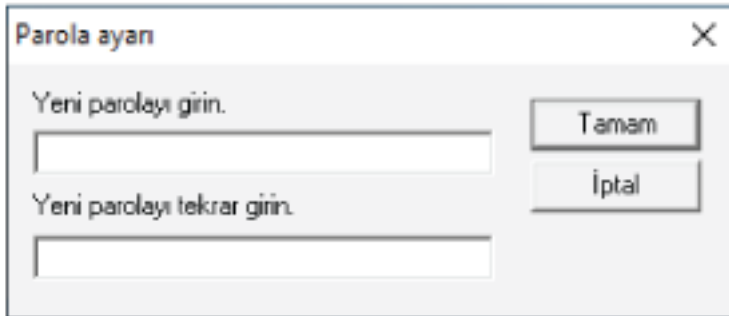 Parola ayarı
Yeni parolayı girin.
Tamam
İptal
Yeni parolayı tekrar girin.